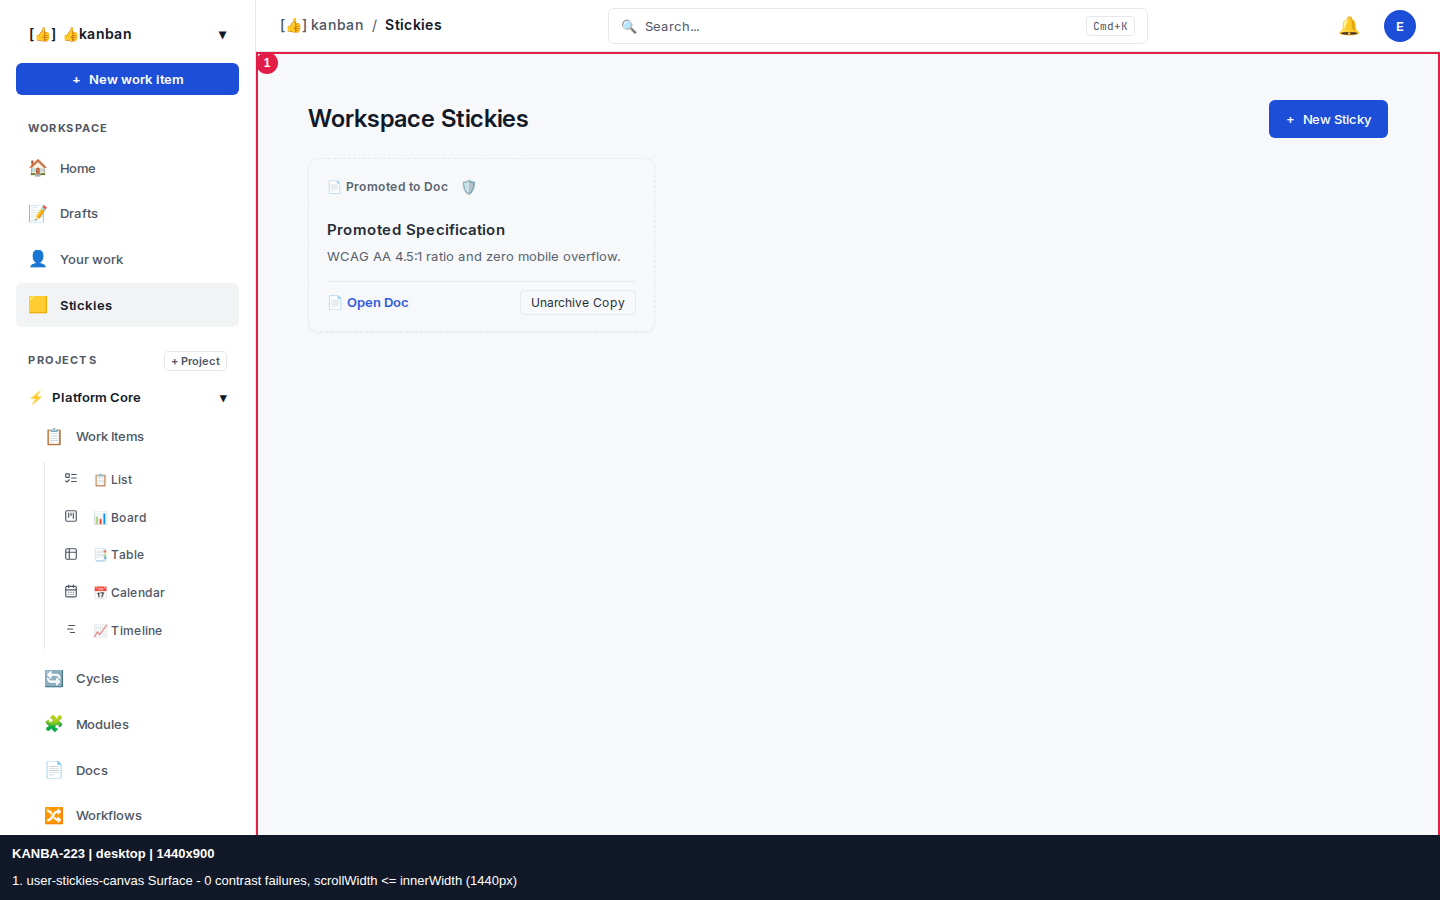 [👍] 👍kanban ▼
+ New work item
WORKSPACE
🏠 Home
📝 Drafts
👤 Your work
🟨 Stickies
PROJECTS + Project
⚡ Platform Core ▼
📋 Work Items
📋 List
📊 Board
📑 Table
📅 Calendar
📈 Timeline
🔄 Cycles
🧩 Modules
📄 Docs
🔀 Workflows
[👍] kanban / Stickies
🔍 Search... Cmd+K
🔔 E
1
Workspace Stickies
+ New Sticky
📄 Promoted to Doc 🛡️
Promoted Specification
WCAG AA 4.5:1 ratio and zero mobile overflow.
📄 Open Doc Unarchive Copy
KANBA-223 | desktop | 1440x900
1. user-stickies-canvas Surface - 0 contrast failures, scrollWidth <= innerWidth (1440px)